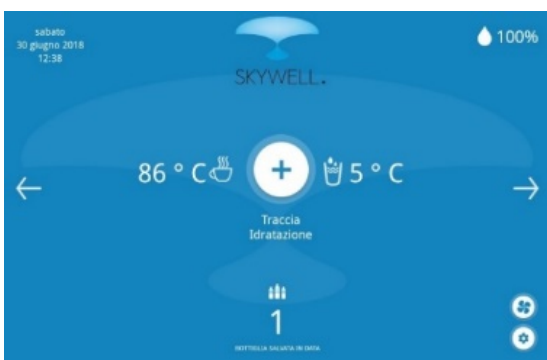 sabato
30 giugno 2018
12:38
100%
SKYWELL.
86 ° C
5 ° C
Traccia
Idratazione
1
BOTTIGLIA SALVATA IN DATA